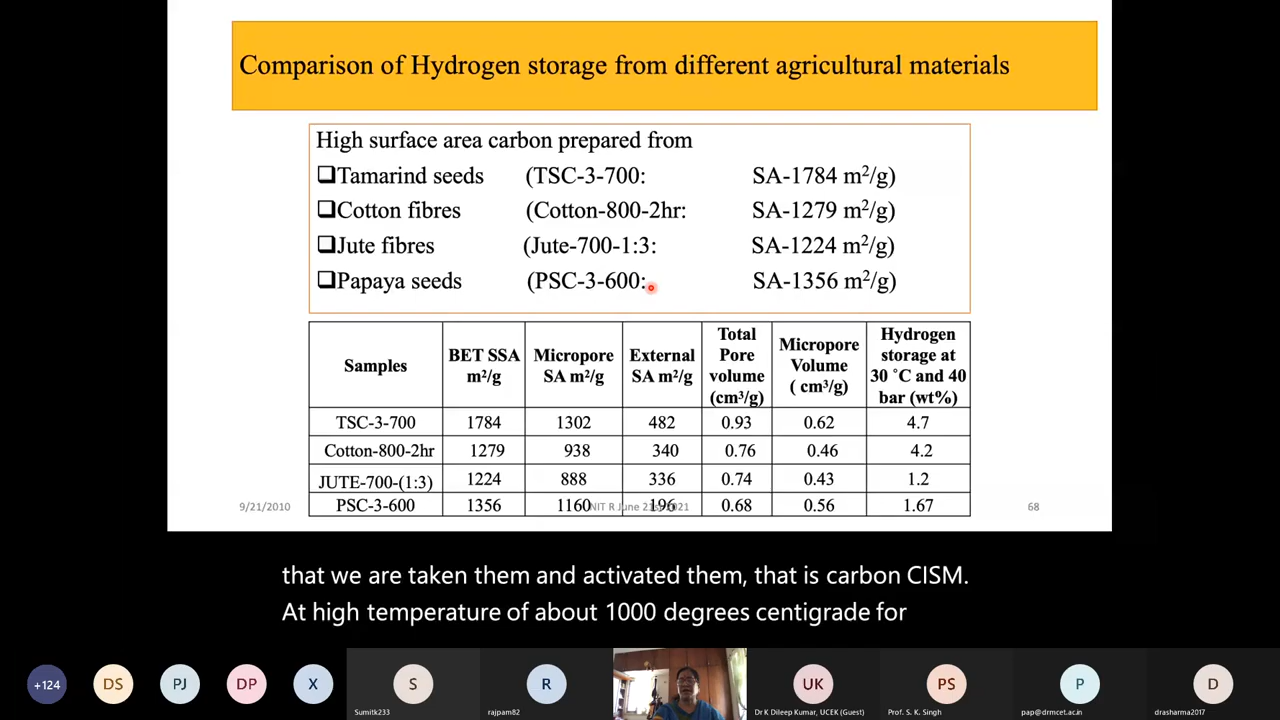 Comparison of Hydrogen storage from different agricultural materials
High surface area carbon prepared from
Tamarind seeds (TSC-3-700: SA-1784 m²/g)
Cotton fibres (Cotton-800-2hr: SA-1279 m²/g)
Jute fibres (Jute-700-1:3: SA-1224 m²/g)
Papaya seeds (PSC-3-600: SA-1356 m²/g)
Samples BET SSA m²/g Micropore SA m²/g External SA m²/g Total Pore volume (cm³/g) Micropore Volume ( cm³/g) Hydrogen storage at 30 ˚C and 40 bar (wt%)
TSC-3-700 1784 1302 482 0.93 0.62 4.7
Cotton-800-2hr 1279 938 340 0.76 0.46 4.2
JUTE-700-(1:3) 1224 888 336 0.74 0.43 1.2
PSC-3-600 1356 1160 196 0.68 0.56 1.67
9/21/2010 NIT R June 21st 2021 68
that we are taken them and activated them, that is carbon CISM.
At high temperature of about 1000 degrees centigrade for
+124 DS PJ DP X S R UK PS P D
Sumitk233 rajpam82 Dr K Dileep Kumar, UCEK (Guest) Prof. S. K. Singh pap@drmcet.ac.in drasharma2017